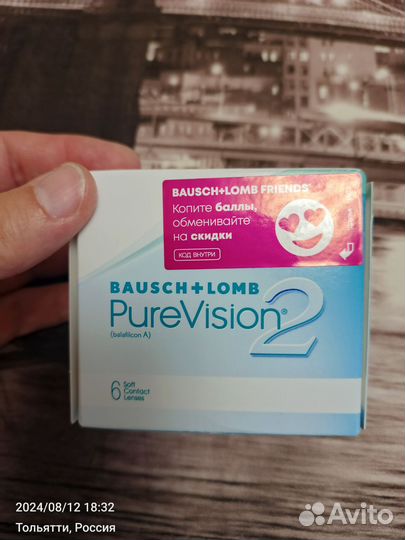 BAUSCH+LOMB FRIENDS
Копите баллы,
обменивайте
на скидки
КОД ВНУТРИ
BAUSCH+LOMB
PureVision®2
(balafilcon A)
6 Soft
Contact
Lenses
2024/08/12 18:32
Тольятти, Россия
Avito